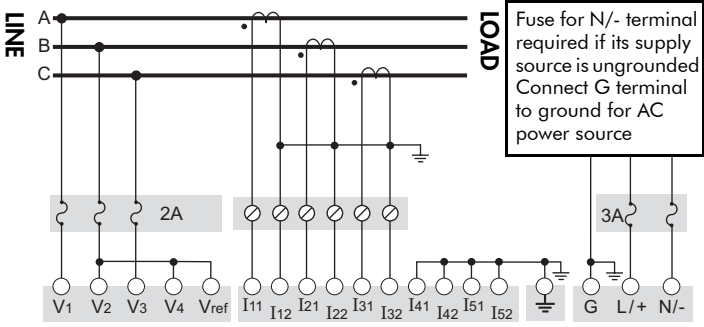 LINE
A
B
C
LOAD
Fuse for N/- terminal
required if its supply
source is ungrounded
Connect G terminal
to ground for AC
power source
2A
3A
V1 V2 V3 V4 Vref I11 I12 I21 I22 I31 I32 I41 I42 I51 I52 G L/+ N/-